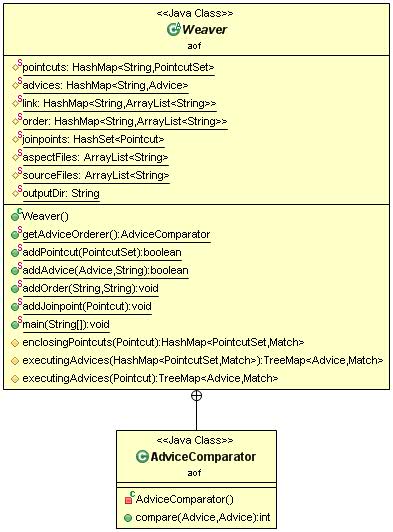 <<Java Class>>
Weaver
aof
pointcuts: HashMap<String,PointcutSet>
advices: HashMap<String,Advice>
link: HashMap<String,ArrayList<String>>
order: HashMap<String,ArrayList<String>>
joinpoints: HashSet<Pointcut>
aspectFiles: ArrayList<String>
sourceFiles: ArrayList<String>
outputDir: String
Weaver()
getAdviceOrderer():AdviceComparator
addPointcut(PointcutSet):boolean
addAdvice(Advice,String):boolean
addOrder(String,String):void
addJoinpoint(Pointcut):void
main(String[]):void
enclosingPointcuts(Pointcut):HashMap<PointcutSet,Match>
executingAdvices(HashMap<PointcutSet,Match>):TreeMap<Advice,Match>
executingAdvices(Pointcut):TreeMap<Advice,Match>
<<Java Class>>
AdviceComparator
aof
AdviceComparator()
compare(Advice,Advice):int